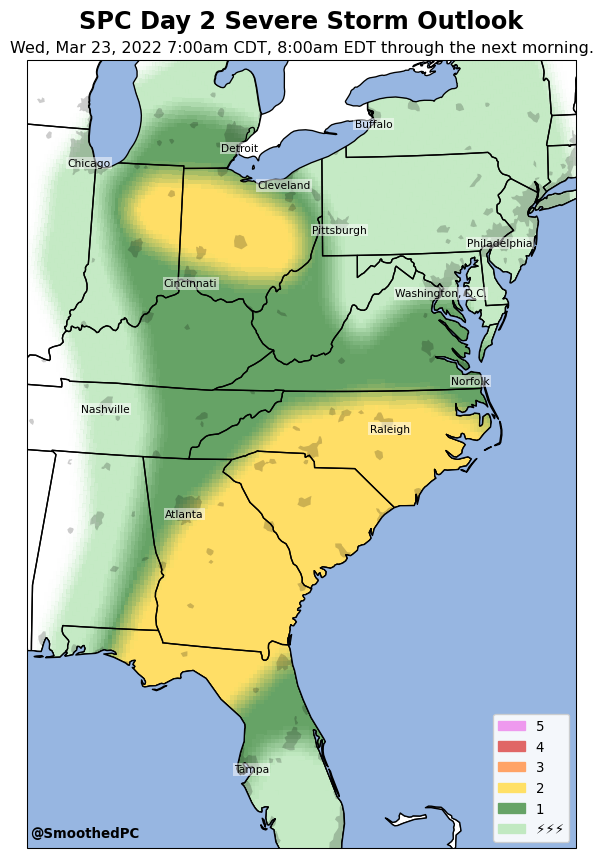 SPC Day 2 Severe Storm Outlook
Wed, Mar 23, 2022 7:00am CDT, 8:00am EDT through the next morning.
Buffalo
Detroit
Chicago
Cleveland
Pittsburgh
Philadelphia
Cincinnati
Washington, D.C.
Norfolk
Nashville
Raleigh
Atlanta
Tampa
5
4
3
2
1
⚡⚡⚡
@SmoothedPC